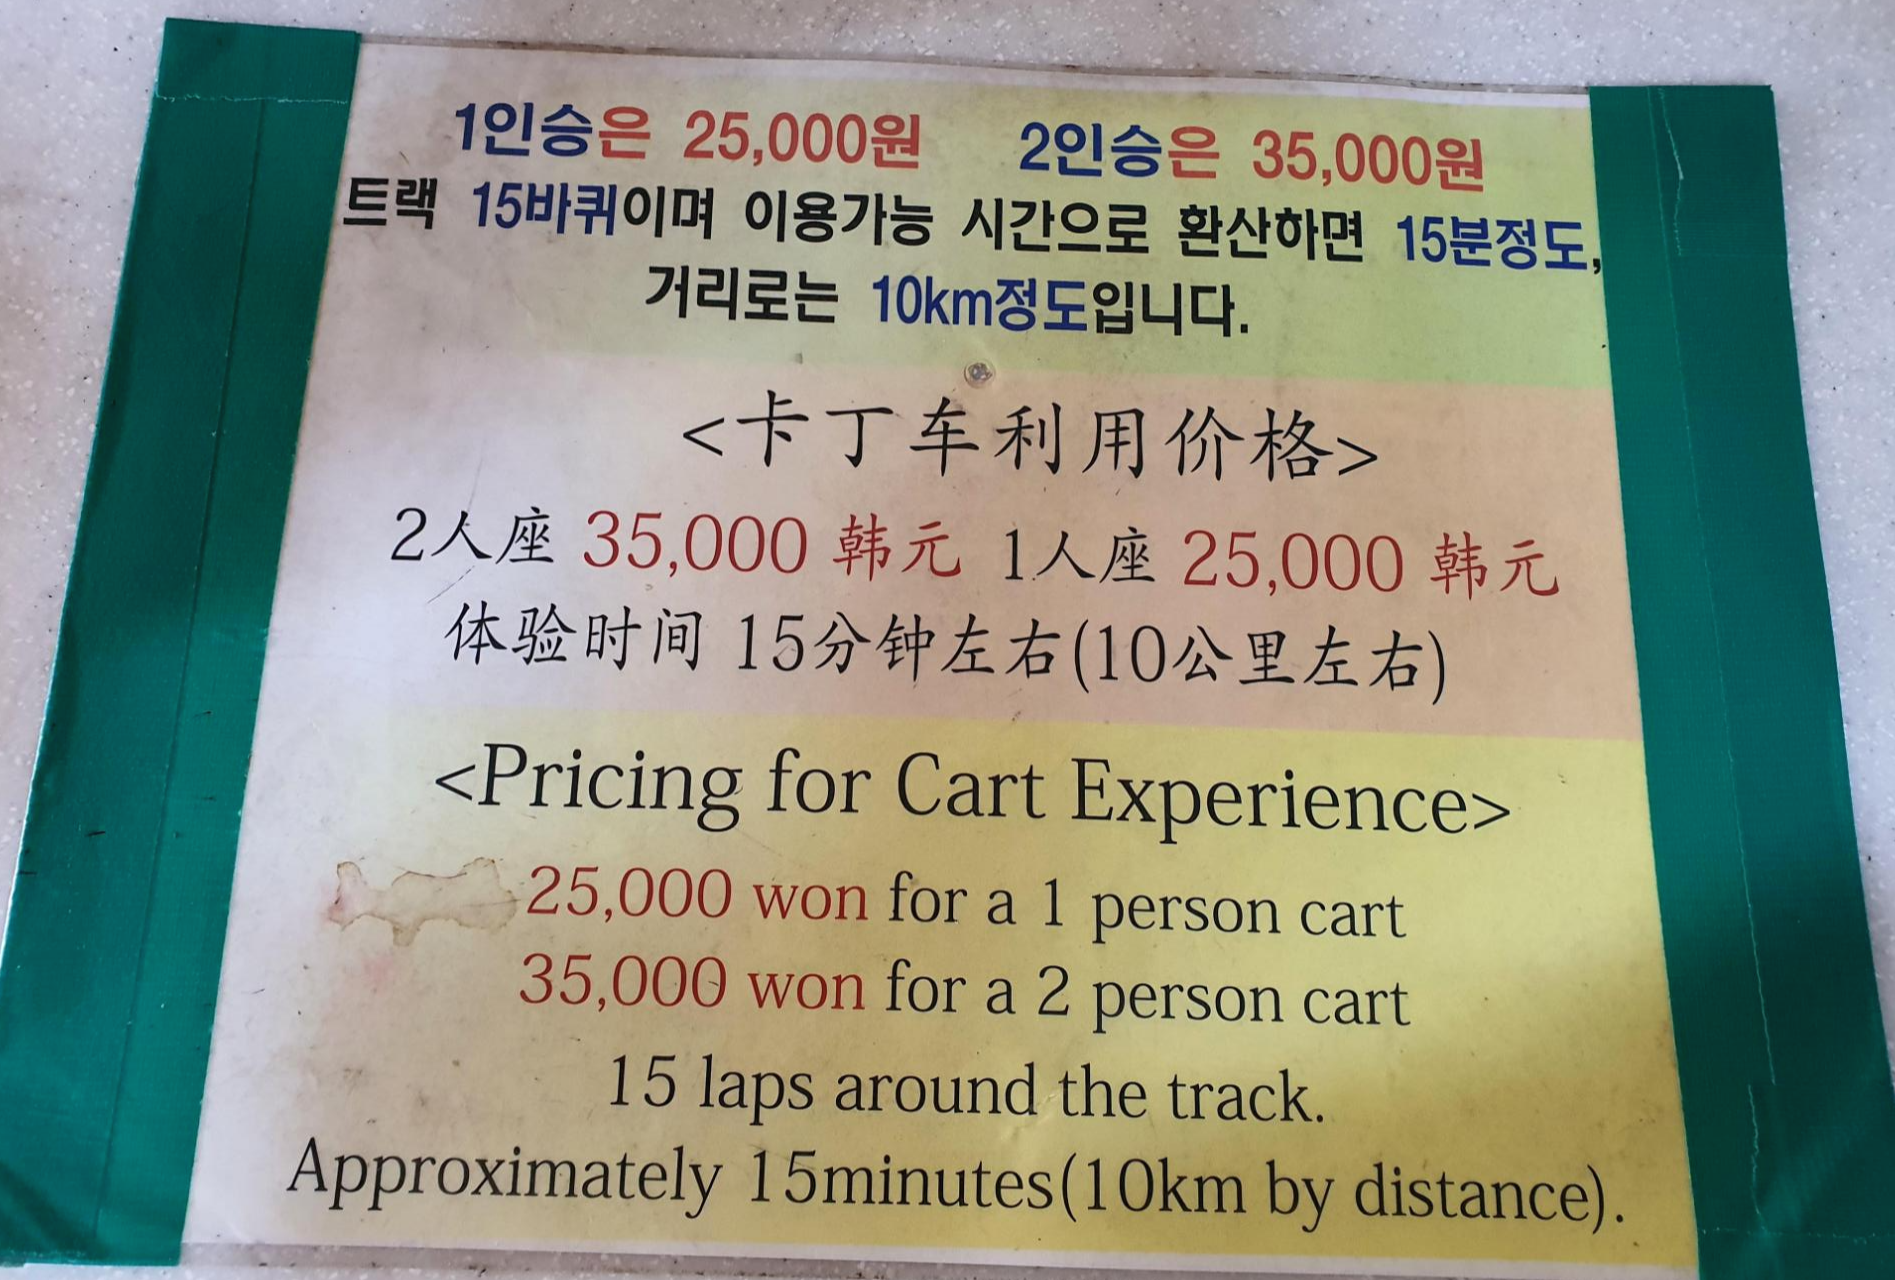 1인승은 25,000원 2인승은 35,000원
트랙 15바퀴이며 이용가능 시간으로 환산하면 15분정도,
거리로는 10km정도입니다.
<卡丁车利用价格>
2人座 35,000 韩元 1人座 25,000 韩元
体验时间 15分钟左右(10公里左右)
<Pricing for Cart Experience>
25,000 won for a 1 person cart
35,000 won for a 2 person cart
15 laps around the track.
Approximately 15minutes(10km by distance).